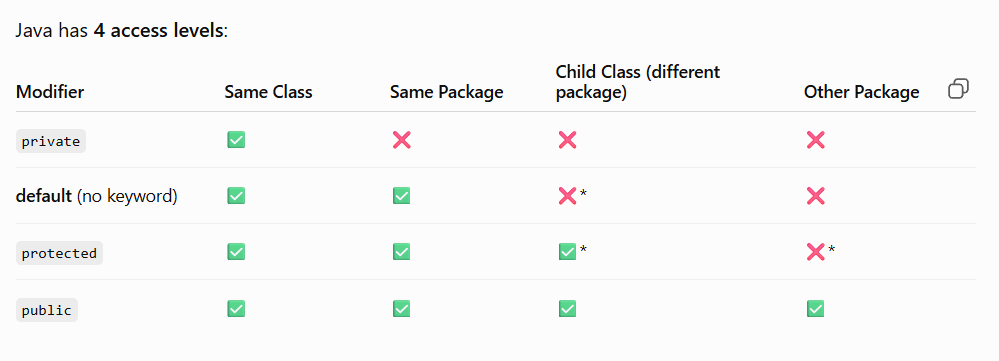 Java has 4 access levels:
Modifier Same Class Same Package Child Class (different package) Other Package
private ✅ ❌ ❌ ❌
default (no keyword) ✅ ✅ ❌* ❌
protected ✅ ✅ ✅* ❌*
public ✅ ✅ ✅ ✅